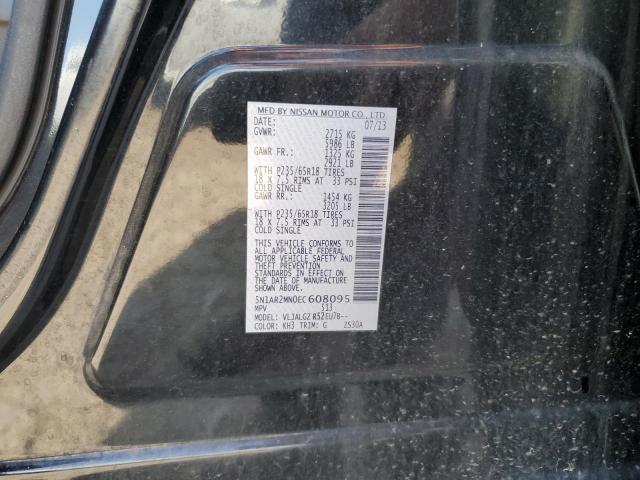 MFD BY NISSAN MOTOR CO., LTD.
DATE: 07/13
GVWR: 2715 KG
5986 LB
GAWR FR.: 1325 KG
2921 LB
WITH P235/65R18 TIRES
18 X 7.5 RIMS AT 33 PSI
COLD SINGLE
GAWR RR.: 1454 KG
3205 LB
WITH P235/65R18 TIRES
18 X 7.5 RIMS AT 33 PSI
COLD SINGLE
THIS VEHICLE CONFORMS TO
ALL APPLICABLE FEDERAL
MOTOR VEHICLE SAFETY AND
THEFT PREVENTION
STANDARDS IN EFFECT ON
THE DATE OF MANUFACTURE
SHOWN ABOVE.
5N1AR2MN0EC608095
MPV 513
MODEL: VLJALGZ R52EU7B--
COLOR: KH3 TRIM: G 2S30A